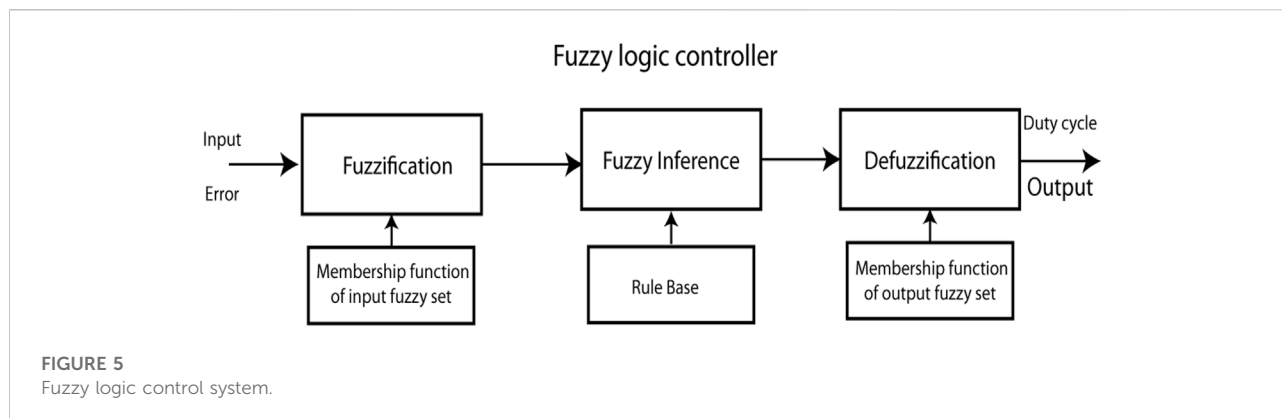 Fuzzy logic controller
Input
Error
Fuzzification
Fuzzy Inference
Defuzzification
Duty cycle
Output
Membership function
of input fuzzy set
Rule Base
Membership function
of output fuzzy set
FIGURE 5
Fuzzy logic control system.